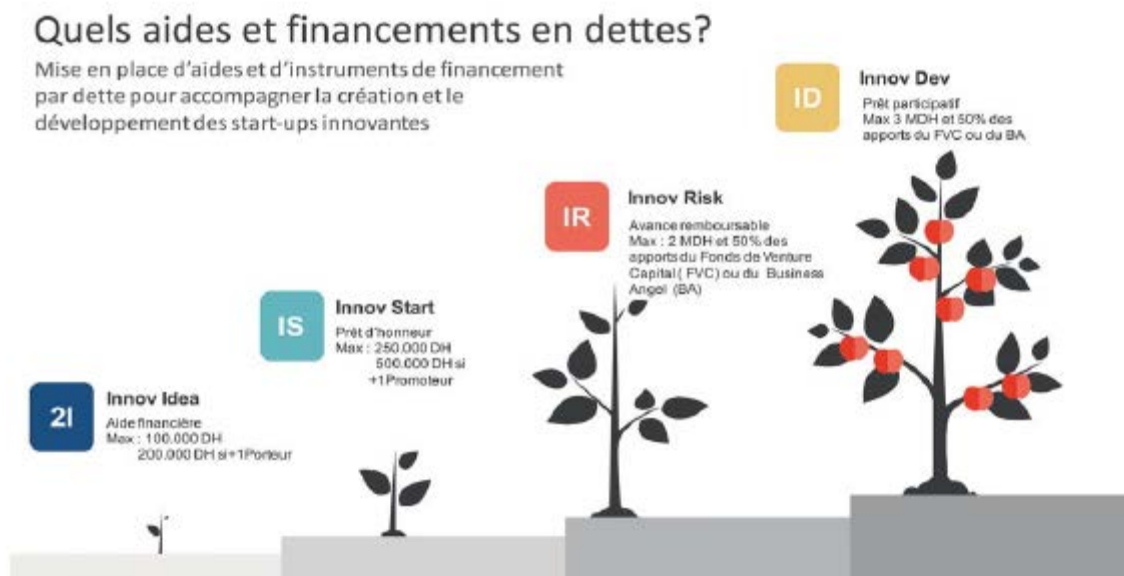 Quels aides et financements en dettes?
Mise en place d'aides et d'instruments de financement
par dette pour accompagner la création et le
développement des start-ups innovantes
2I
Innov Idea
Aide financière
Max : 100.000 DH
200.000 DH si +1Porteur
IS
Innov Start
Prêt d'honneur
Max : 250.000 DH
500.000 DH si
+1Promoteur
IR
Innov Risk
Avance remboursable
Max : 2 MDH et 50% des
apports du Fonds de Venture
Capital ( FVC) ou du Business
Angel (BA)
ID
Innov Dev
Prêt participatif
Max 3 MDH et 50% des
apports du FVC ou du BA